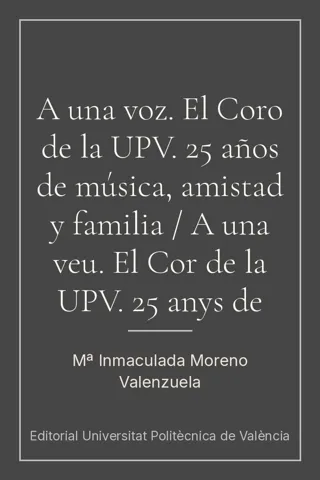 A una voz. El Coro
de la UPV. 25 años
de música, amistad
y familia / A una
veu. El Cor de la
UPV. 25 anys de
Mª Inmaculada Moreno
Valenzuela
Editorial Universitat Politècnica de València